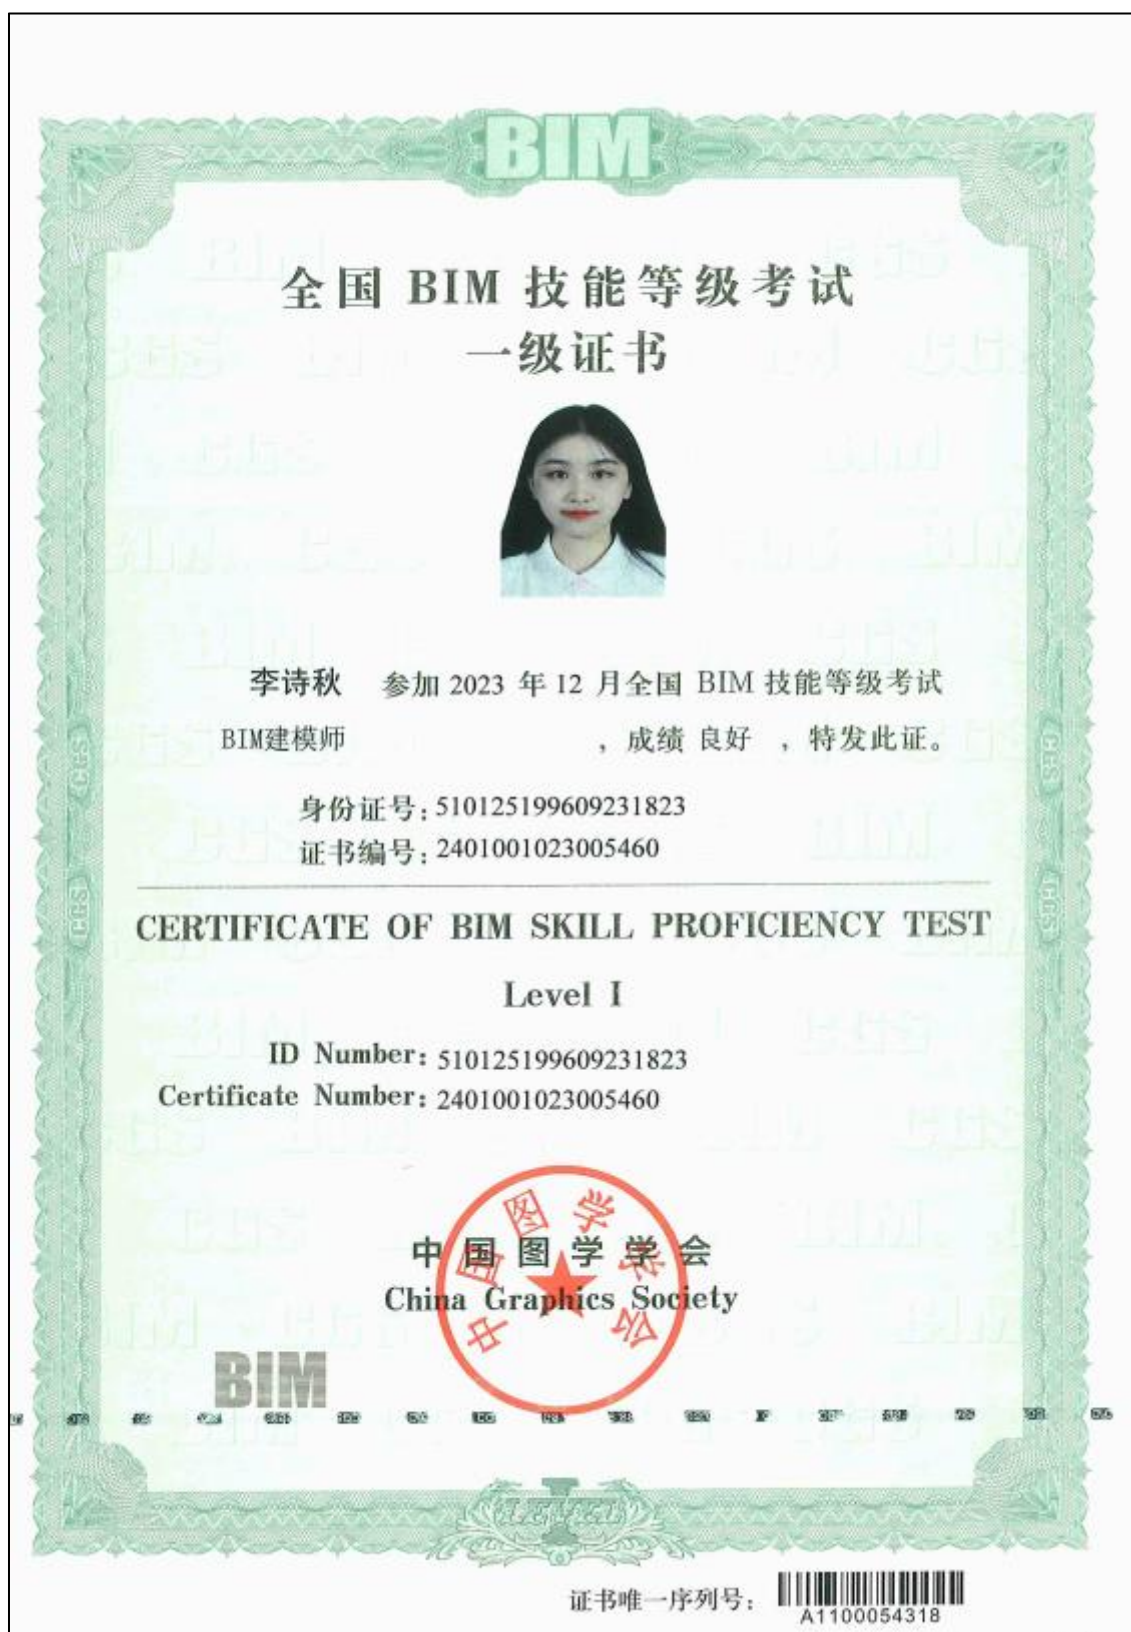 BIM
全国 BIM 技能等级考试
一级证书
李诗秋 参加 2023 年 12 月全国 BIM 技能等级考试
BIM建模师 ，成绩 良好 ，特发此证。
身份证号：510125199609231823
证书编号：2401001023005460
CERTIFICATE OF BIM SKILL PROFICIENCY TEST
Level I
ID Number: 510125199609231823
Certificate Number: 2401001023005460
中国图学学会
中国图学学会
China Graphics Society
BIM
LEVEL I
证书唯一序列号：
A1100054318